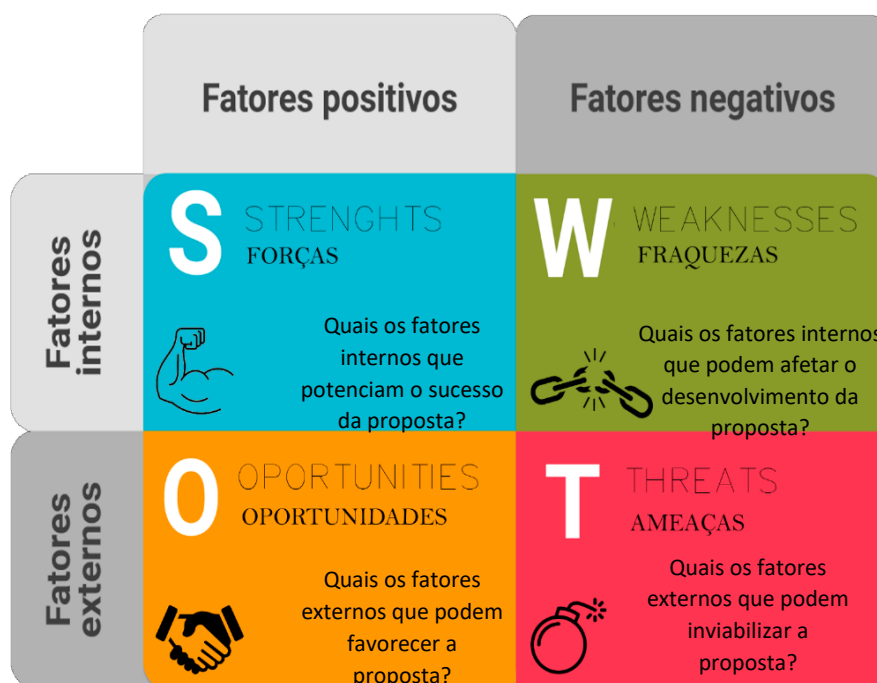 Fatores positivos
Fatores negativos
Fatores
internos
S
STRENGHTS
FORÇAS
Quais os fatores
internos que
potenciam o sucesso
da proposta?
W
WEAKNESSES
FRAQUEZAS
Quais os fatores internos
que podem afetar o
desenvolvimento da
proposta?
Fatores
externos
O
OPORTUNITIES
OPORTUNIDADES
Quais os fatores
externos que podem
favorecer a
proposta?
T
THREATS
AMEAÇAS
Quais os fatores
externos que podem
inviabilizar a
proposta?